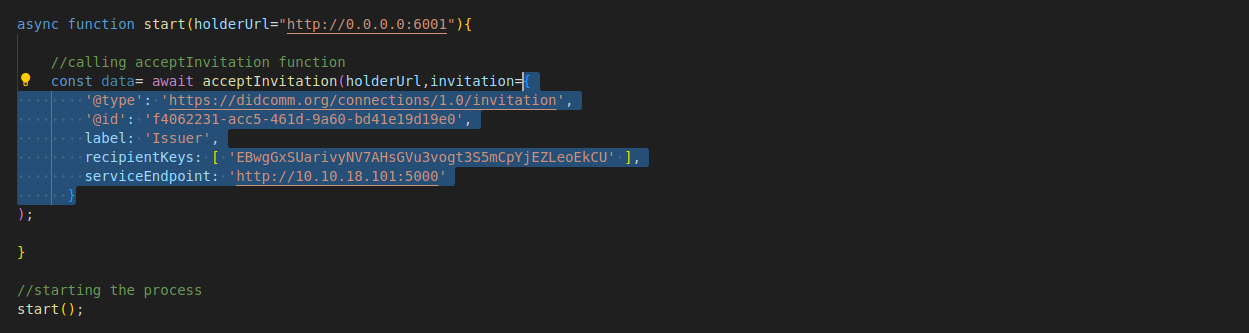 async function start(holderUrl="http://0.0.0.0:6001"){
//calling acceptInvitation function
const data= await acceptInvitation(holderUrl,invitation={
'@type': 'https://didcomm.org/connections/1.0/invitation',
'@id': 'f4062231-acc5-461d-9a60-bd41e19d19e0',
label: 'Issuer',
recipientKeys: [ 'EBwgGxSUarivyNV7AHsGVu3vogt3S5mCpYjEZLeoEkCU' ],
serviceEndpoint: 'http://10.10.18.101:5000'
}
);
}
//starting the process
start();